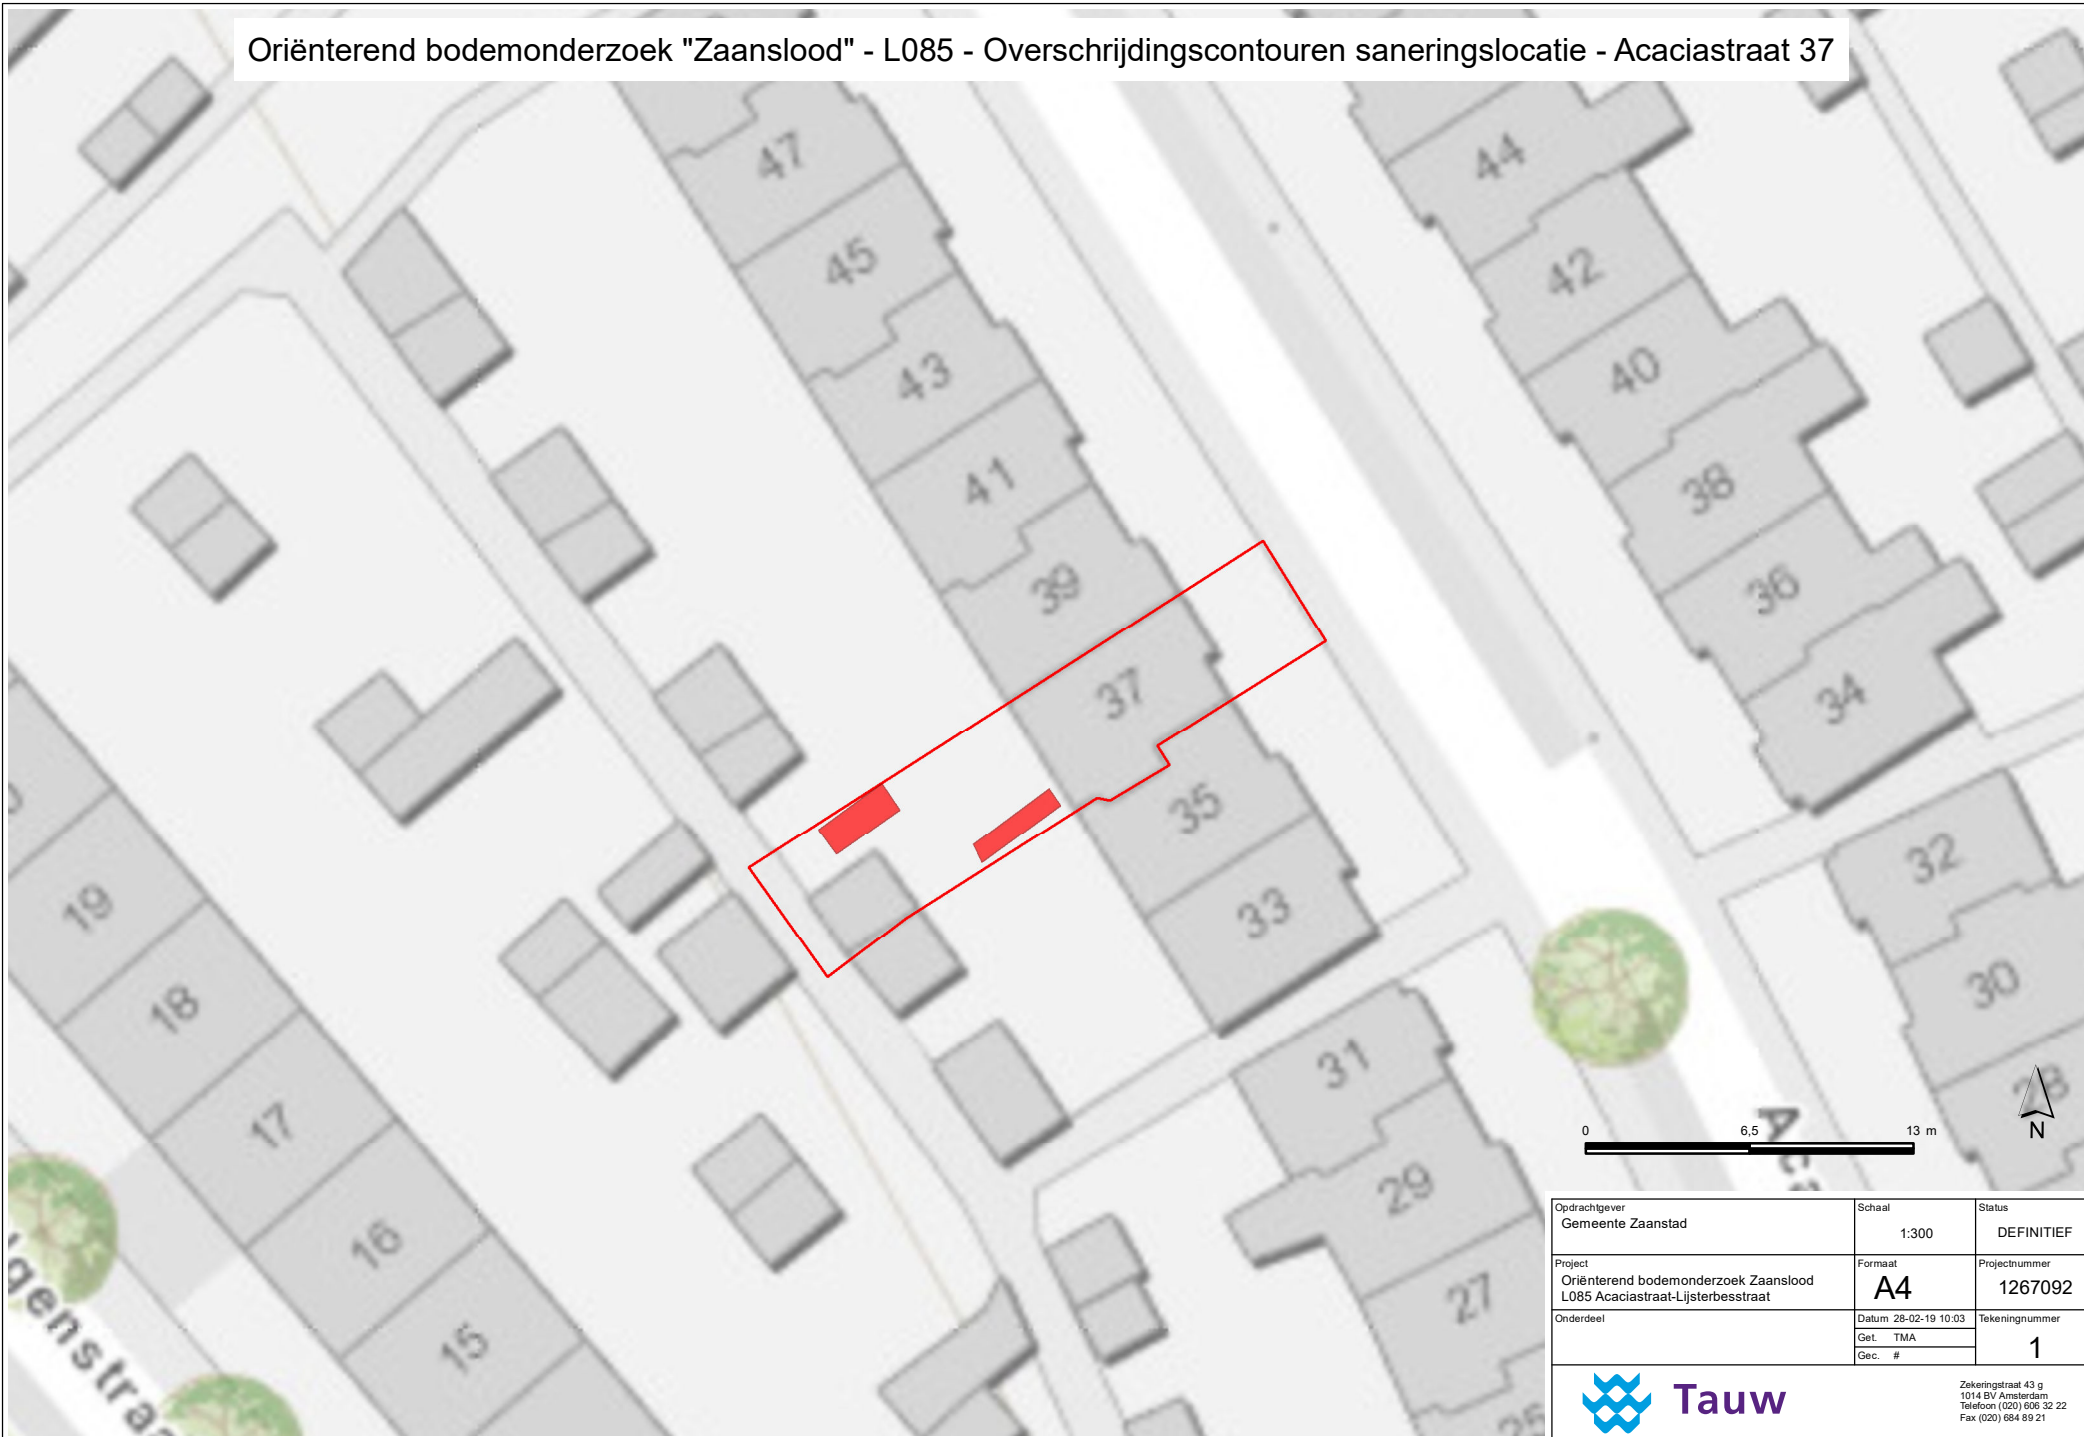 Oriënterend bodemonderzoek "Zaanslood" - L085 - Overschrijdingscontouren saneringslocatie - Acaciastraat 37
47
44
45
42
43
40
41
38
39
36
37
34
35
32
33
30
31
28
29
27
19
18
17
16
15
0 6,5 13 m
N
Opdrachtgever
Gemeente Zaanstad
Schaal
1:300
Status
DEFINITIEF
Project
Oriënterend bodemonderzoek Zaanslood
L085 Acaciastraat-Lijsterbesstraat
Formaat
A4
Projectnummer
1267092
Onderdeel
Datum 28-02-19 10:03
Get. TMA
Gec. #
Tekeningnummer
1
Tauw
Zekeringstraat 43 g
1014 BV Amsterdam
Telefoon (020) 606 32 22
Fax (020) 684 89 21